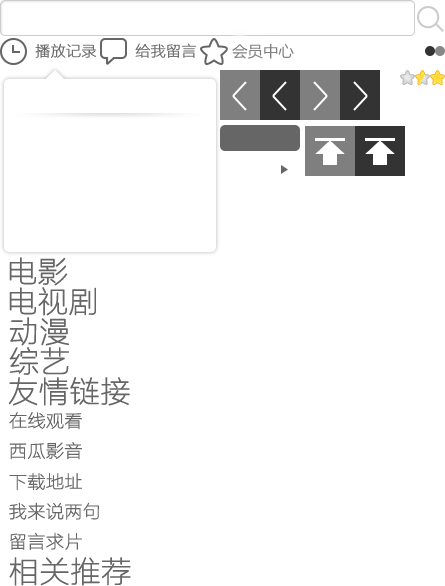 播放记录 给我留言 会员中心
电影
电视剧
动漫
综艺
友情链接
在线观看
西瓜影音
下载地址
我来说两句
留言求片
相关推荐